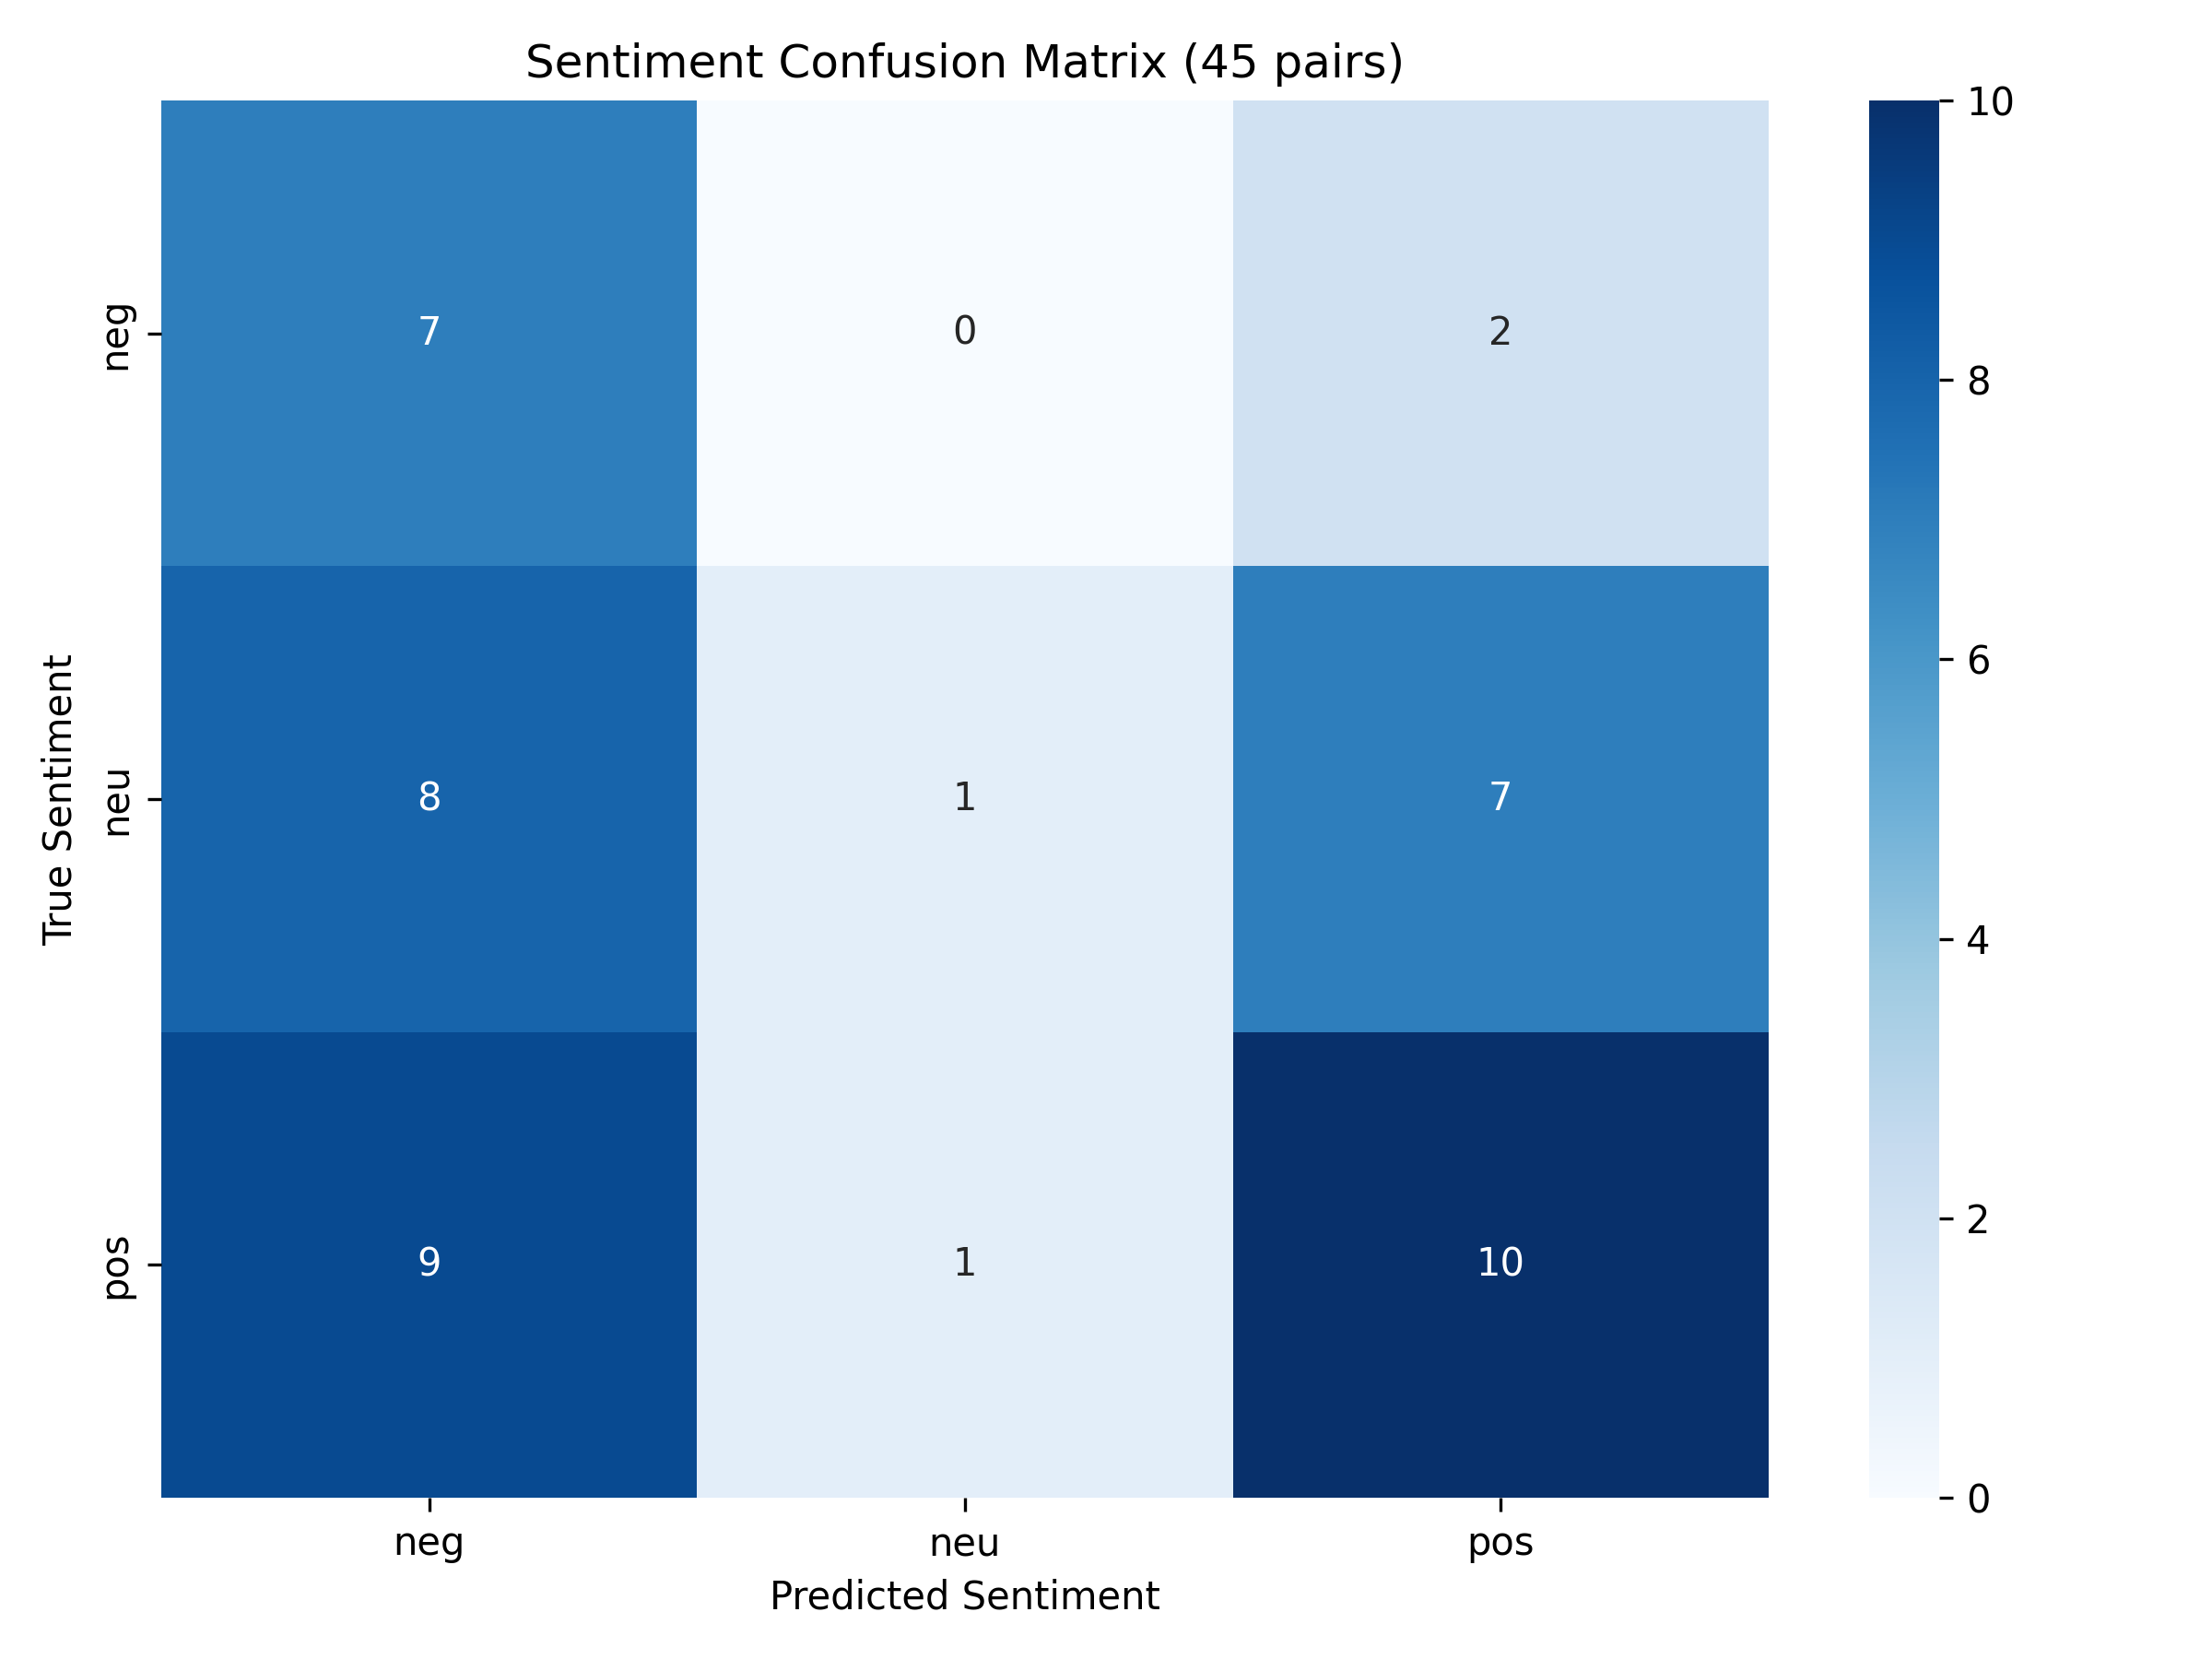 Sentiment Confusion Matrix (45 pairs)
True Sentiment
neg
7 0 2
neu
8 1 7
pos
9 1 10
neg neu pos
Predicted Sentiment
10
8
6
4
2
0